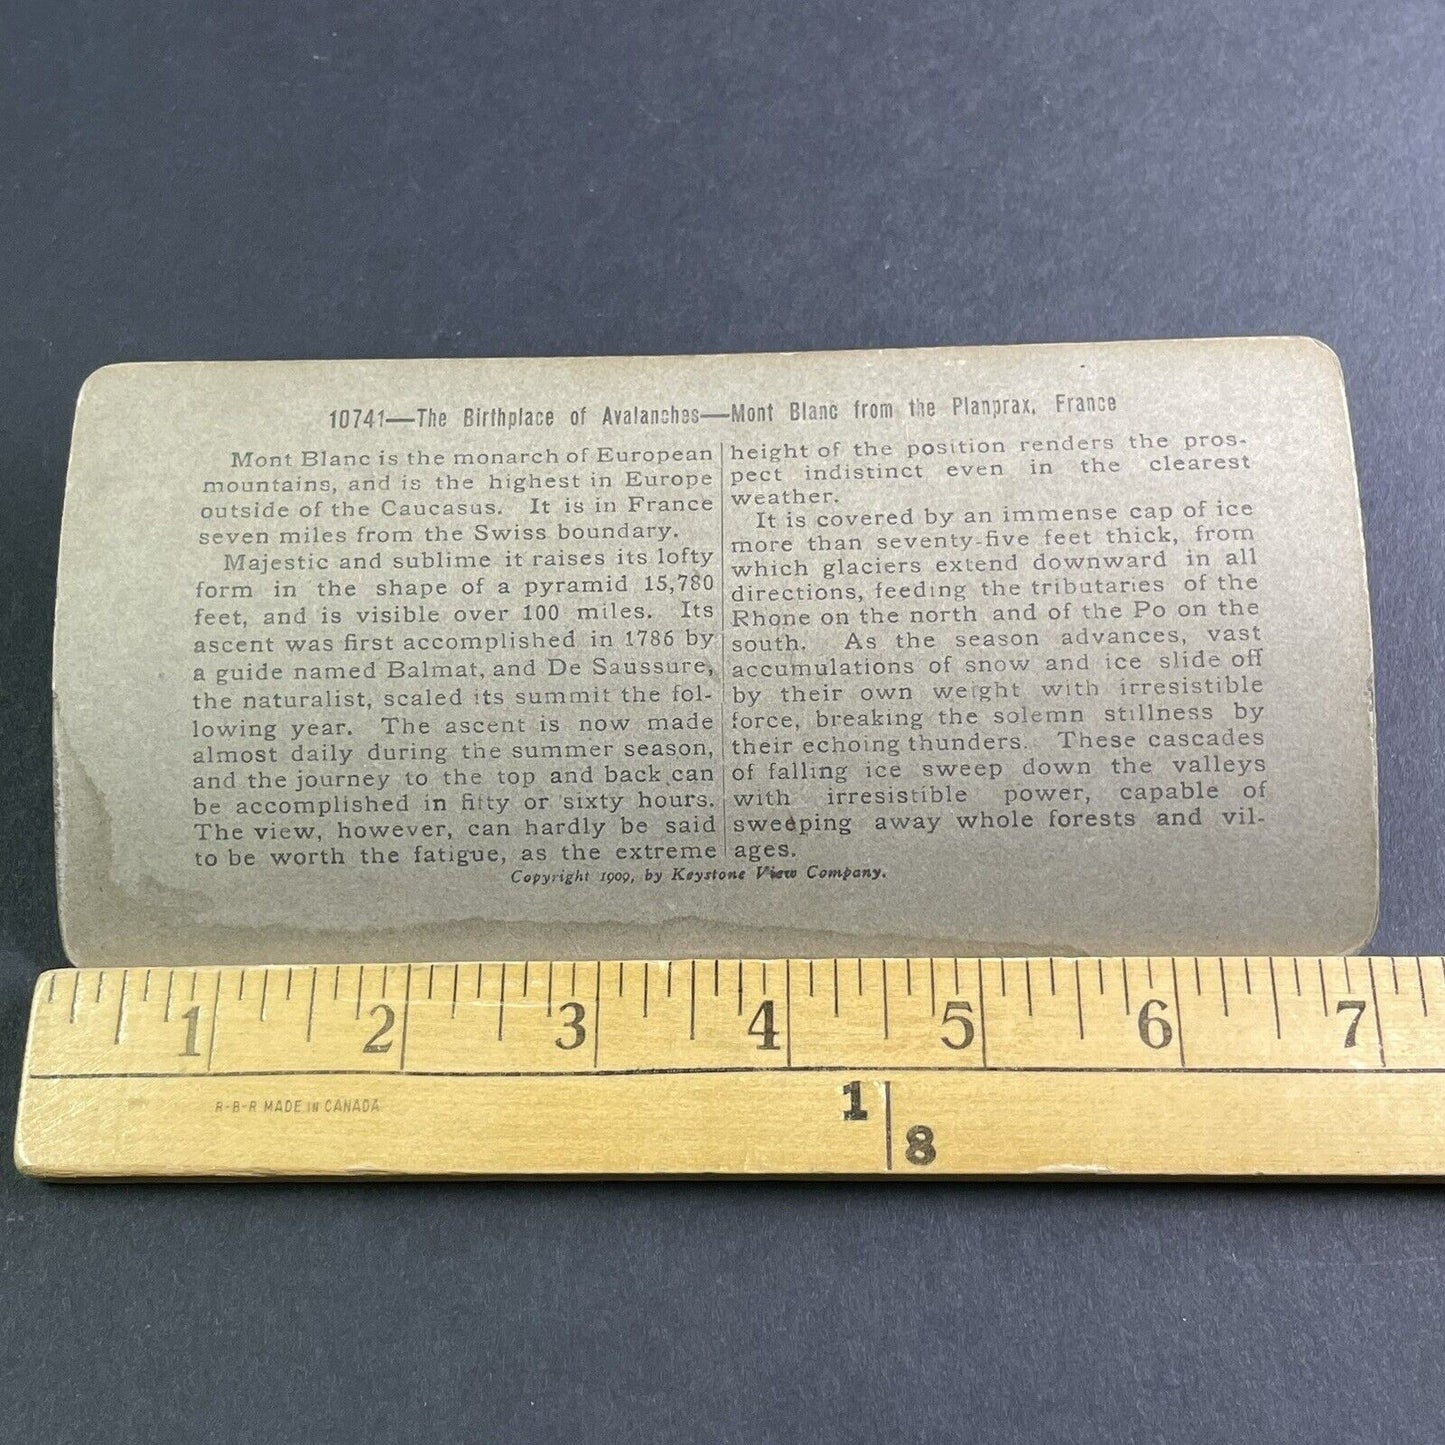 10741—The Birthplace of Avalanches—Mont Blanc from the Planprax, France
Mont Blanc is the monarch of European
mountains, and is the highest in Europe
outside of the Caucasus. It is in France
seven miles from the Swiss boundary.
Majestic and sublime it raises its lofty
form in the shape of a pyramid 15,780
feet, and is visible over 100 miles. Its
ascent was first accomplished in 1786 by
a guide named Balmat, and De Saussure,
the naturalist, scaled its summit the fol-
lowing year. The ascent is now made
almost daily during the summer season,
and the journey to the top and back can
be accomplished in fifty or sixty hours.
The view, however, can hardly be said
to be worth the fatigue, as the extreme
height of the position renders the pros-
pect indistinct even in the clearest
weather.
It is covered by an immense cap of ice
more than seventy-five feet thick, from
which glaciers extend downward in all
directions, feeding the tributaries of the
Rhone on the north and of the Po on the
south. As the season advances, vast
accumulations of snow and ice slide off
by their own weight with irresistible
force, breaking the solemn stillness by
their echoing thunders. These cascades
of falling ice sweep down the valleys
with irresistible power, capable of
sweeping away whole forests and vil-
ages.
Copyright 1909, by Keystone View Company.
1 2 3 4 5 6 7
R-B-R MADE IN CANADA
1
8